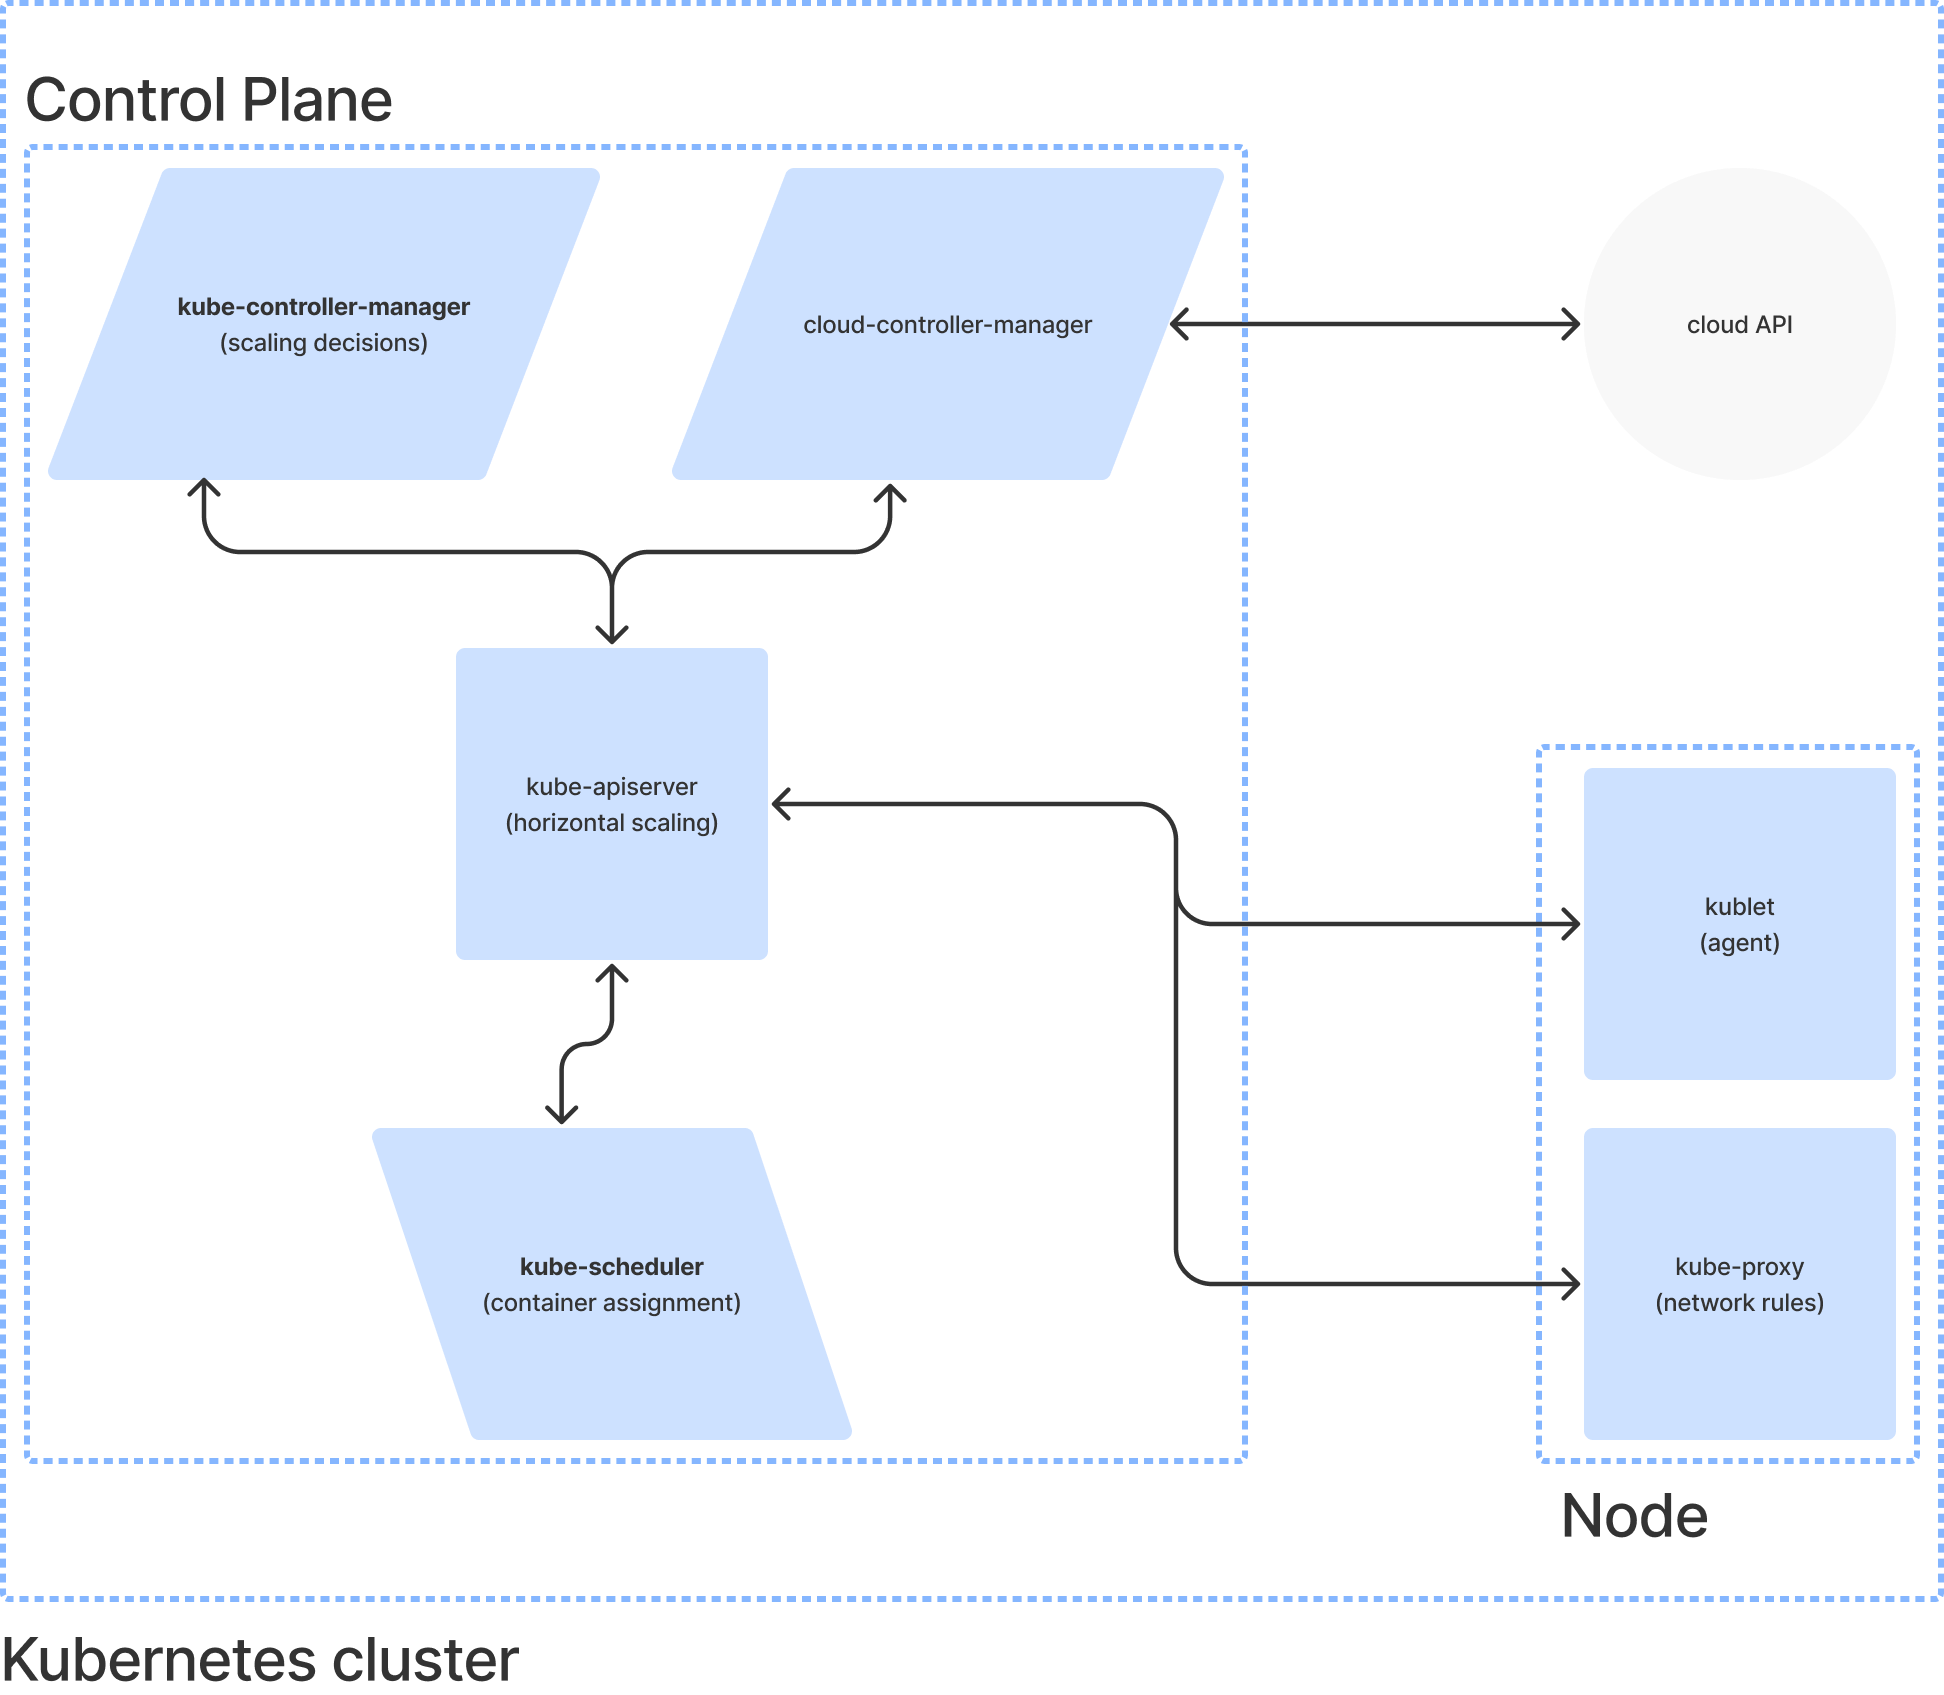 Control Plane
kube-controller-manager
(scaling decisions)
cloud-controller-manager
cloud API
kube-apiserver
(horizontal scaling)
kublet
(agent)
kube-scheduler
(container assignment)
kube-proxy
(network rules)
Node
Kubernetes cluster